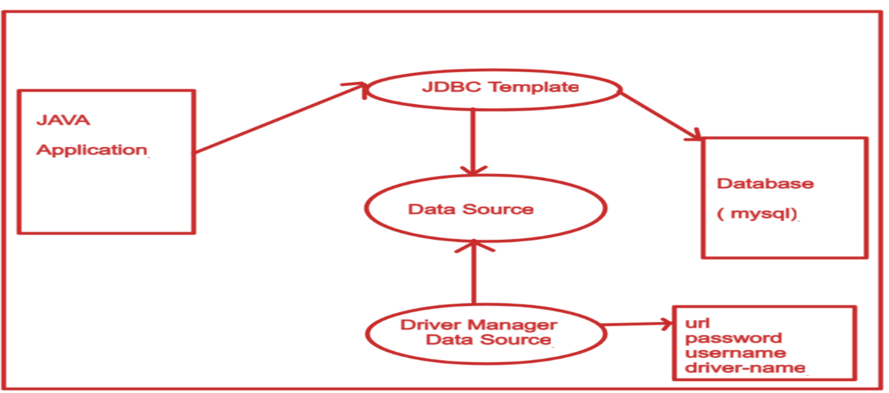 JAVA
Application
JDBC Template
Data Source
Database
( mysql)
Driver Manager
Data Source
url
password
username
driver-name